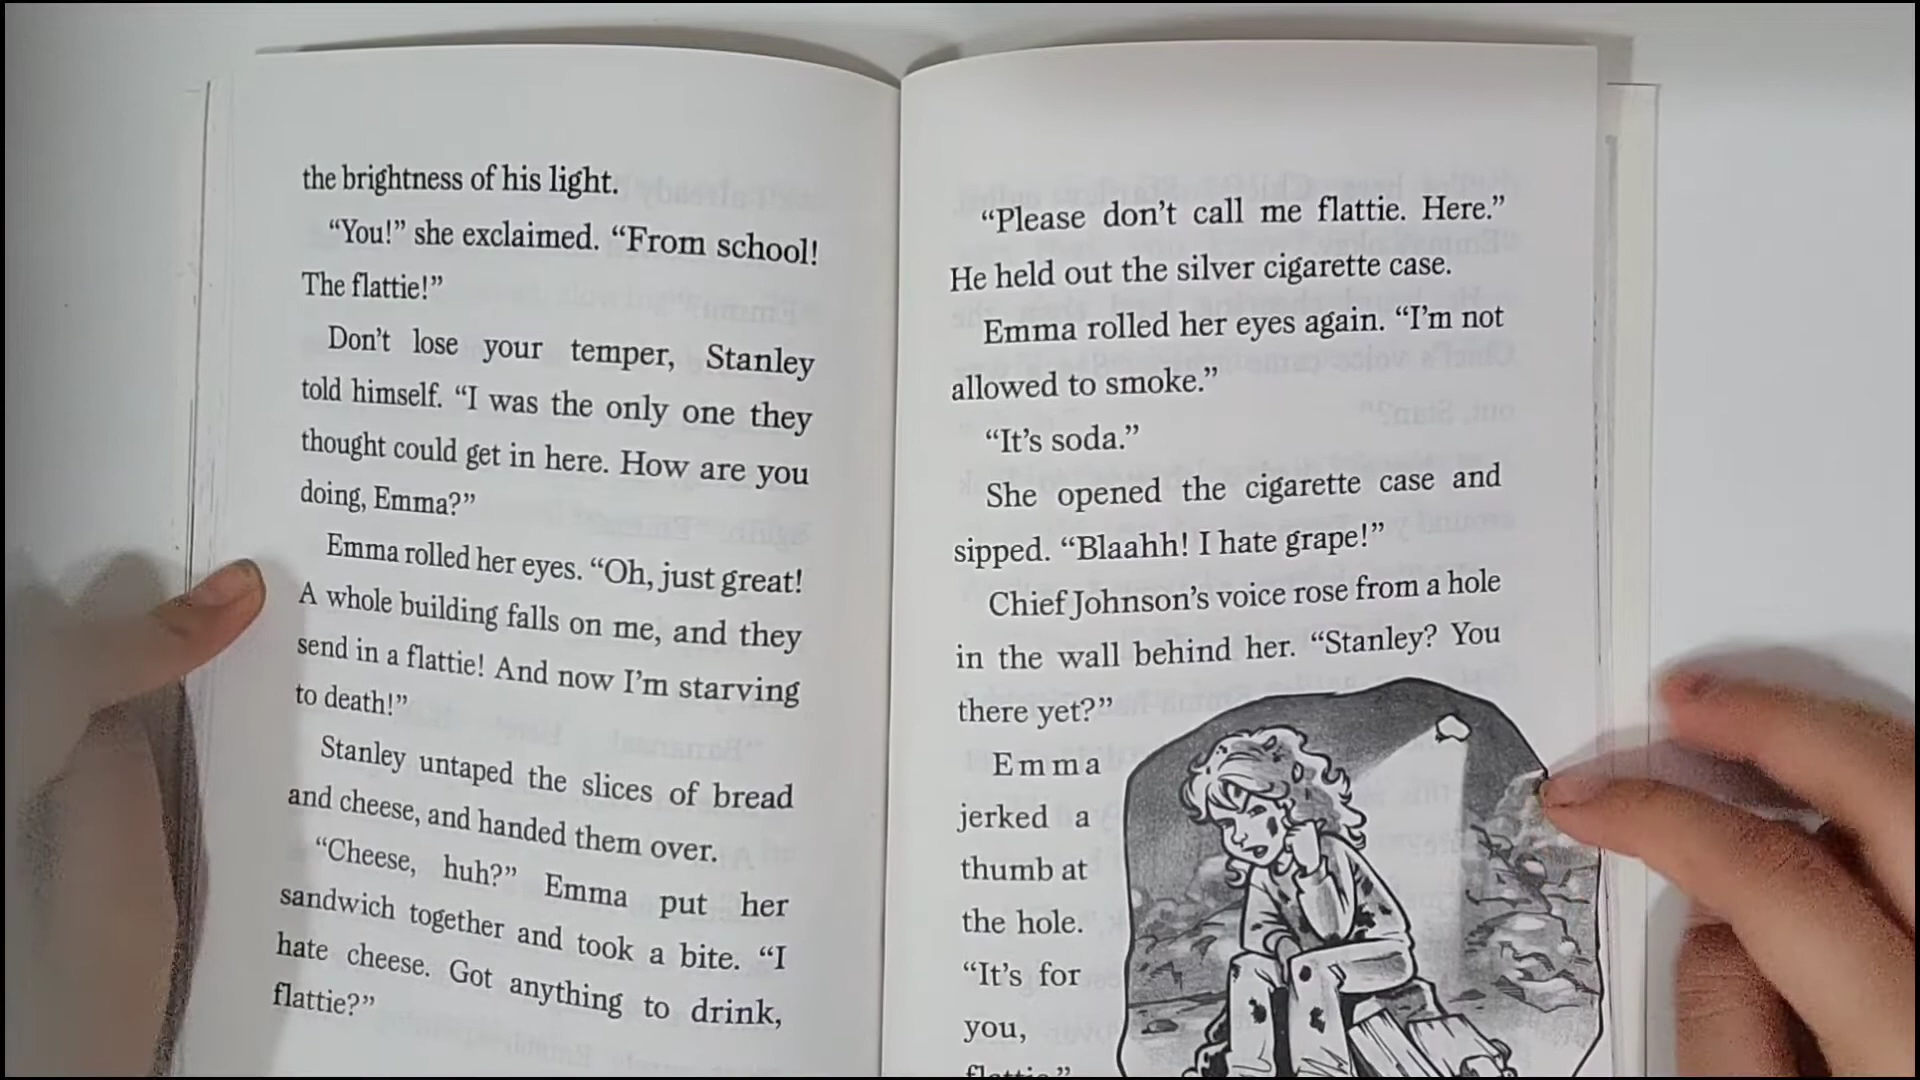 the brightness of his light.
“You!” she exclaimed. “From school!
The flattie!”
Don’t lose your temper, Stanley
told himself. “I was the only one they
thought could get in here. How are you
doing, Emma?”
Emma rolled her eyes. “Oh, just great!
A whole building falls on me, and they
send in a flattie! And now I’m starving
to death!”
Stanley untaped the slices of bread
and cheese, and handed them over.
“Cheese, huh?” Emma put her
sandwich together and took a bite. “I
hate cheese. Got anything to drink,
flattie?”
“Please don’t call me flattie. Here.”
He held out the silver cigarette case.
Emma rolled her eyes again. “I’m not
allowed to smoke.”
“It’s soda.”
She opened the cigarette case and
sipped. “Blaahh! I hate grape!”
Chief Johnson’s voice rose from a hole
in the wall behind her. “Stanley? You
there yet?”
Emma
jerked a
thumb at
the hole.
“It’s for
you,
flattie.”